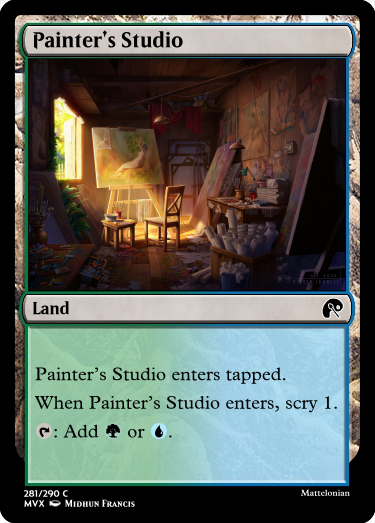 Painter's Studio
Land
Painter's Studio enters tapped.
When Painter's Studio enters, scry 1.
: Add or .
281/290 C
MVX Midhun Francis
Mattelonian